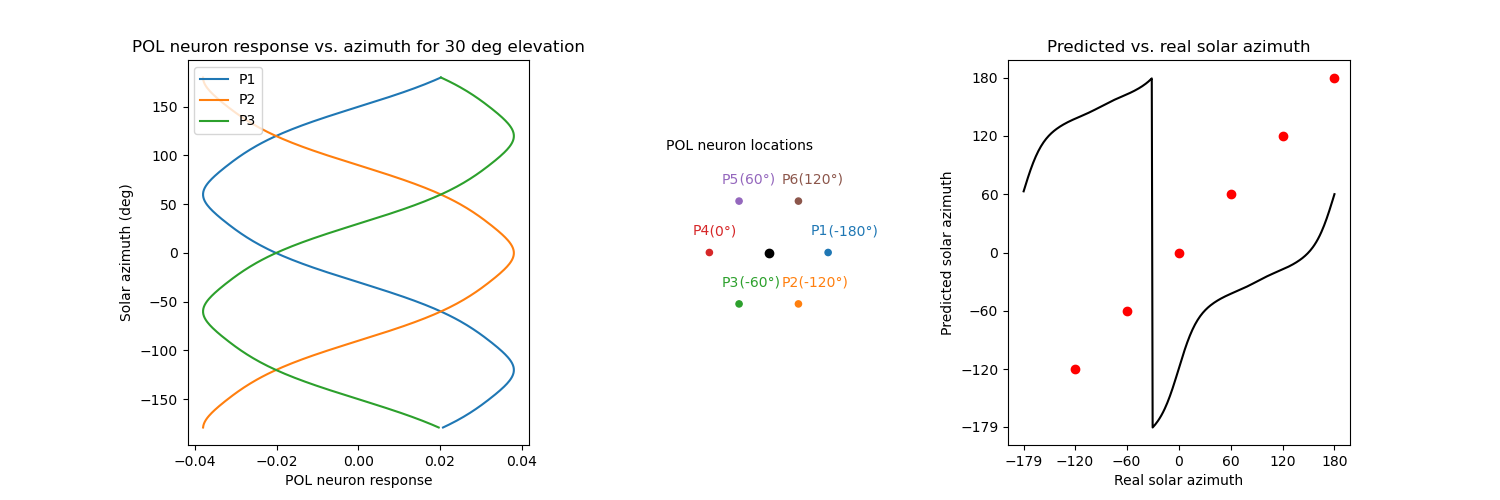 POL neuron response vs. azimuth for 30 deg elevation
P1
P2
P3
150
100
50
0
−50
−100
−150
Solar azimuth (deg)
−0.04 −0.02 0.00 0.02 0.04
POL neuron response
POL neuron locations
P5(60°) P6(120°)
P4(0°) P1(-180°)
P3(-60°) P2(-120°)
Predicted vs. real solar azimuth
180
120
60
0
−60
−120
−179
Predicted solar azimuth
−179 −120 −60 0 60 120 180
Real solar azimuth